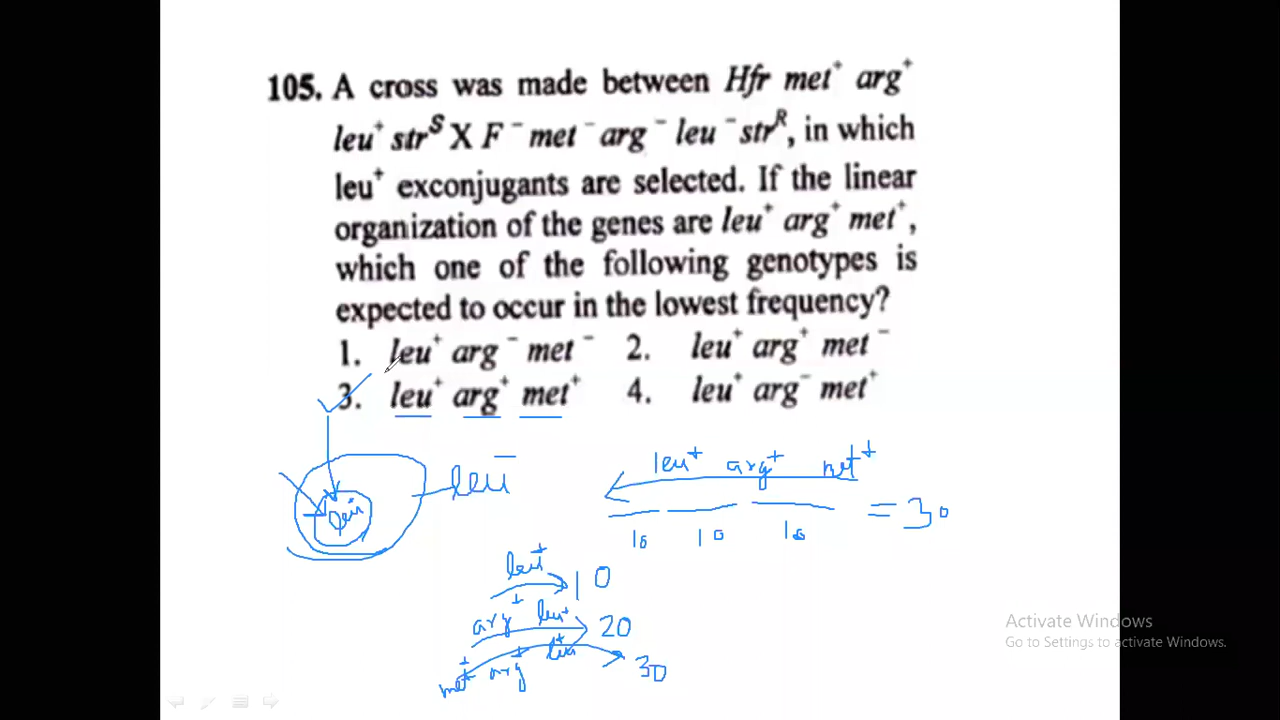 105. A cross was made between Hfr met⁺ arg⁺
leu⁺ strˢ X F⁻ met⁻ arg⁻ leu⁻ strᴿ, in which
leu⁺ exconjugants are selected. If the linear
organization of the genes are leu⁺ arg⁺ met⁺,
which one of the following genotypes is
expected to occur in the lowest frequency?
1. leu⁺ arg⁻ met⁻ 2. leu⁺ arg⁺ met⁻
3. leu⁺ arg⁺ met⁺ 4. leu⁺ arg⁻ met⁺
leu⁺ arg⁺ met⁺
leu⁻
= 30
10 10 10
leu⁺ 10
arg⁺ leu⁺ 20
met⁺ arg⁺ leu⁺ 30
Activate Windows
Go to Settings to activate Windows.